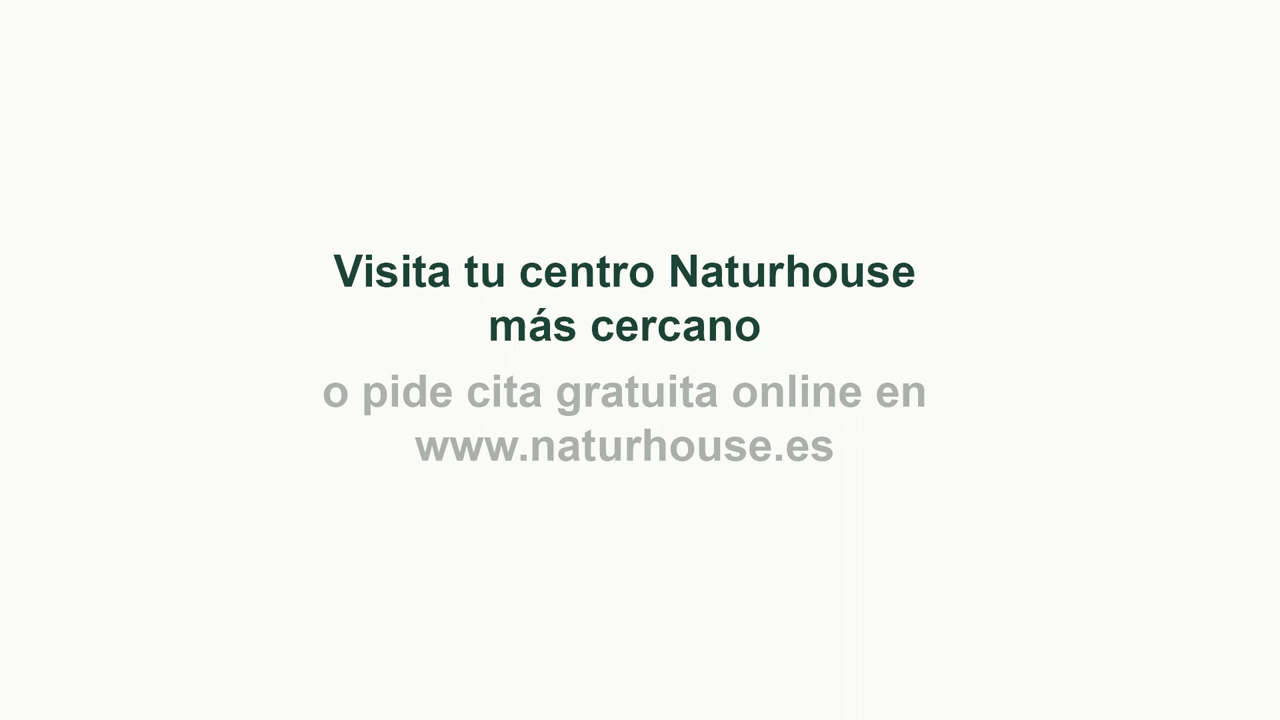 Visita tu centro Naturhouse
más cercano
o pide cita gratuita online en
www.naturhouse.es